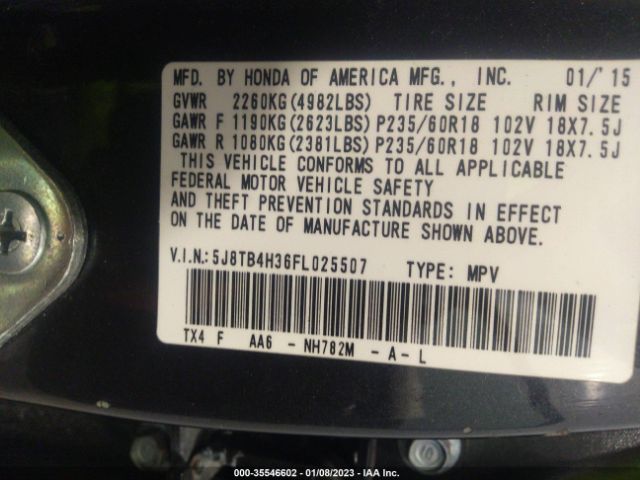 MFD. BY HONDA OF AMERICA MFG., INC. 01/'15
GVWR 2260KG(4982LBS) TIRE SIZE RIM SIZE
GAWR F 1190KG(2623LBS) P235/60R18 102V 18X7.5J
GAWR R 1080KG(2381LBS) P235/60R18 102V 18X7.5J
THIS VEHICLE CONFORMS TO ALL APPLICABLE
FEDERAL MOTOR VEHICLE SAFETY
AND THEFT PREVENTION STANDARDS IN EFFECT
ON THE DATE OF MANUFACTURE SHOWN ABOVE.
V.I.N:5J8TB4H36FL025507 TYPE: MPV
TX4 F AA6 - NH782M - A - L
000-35546602 - 01/08/2023 - IAA Inc.